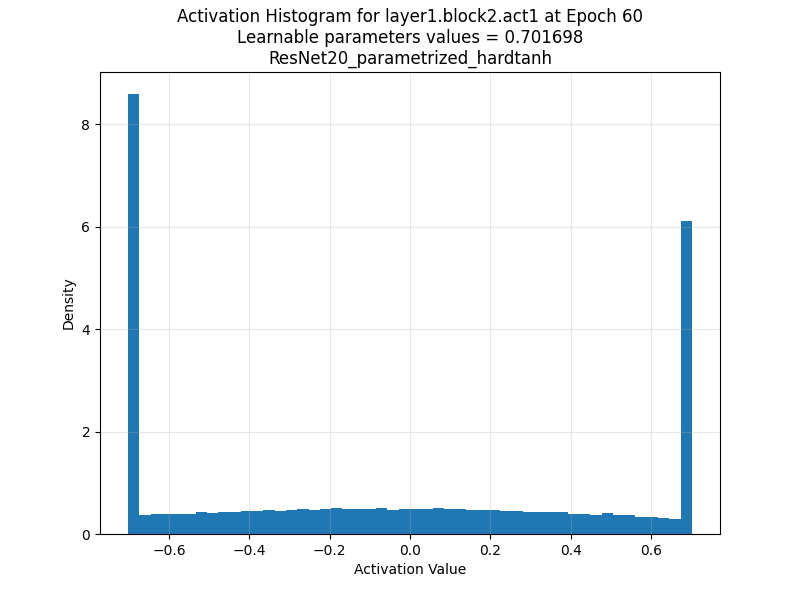 Activation Histogram for layer1.block2.act1 at Epoch 60
Learnable parameters values = 0.701698
ResNet20_parametrized_hardtanh
8
6
4
2
0
Density
−0.6
−0.4
−0.2
0.0
0.2
0.4
0.6
Activation Value